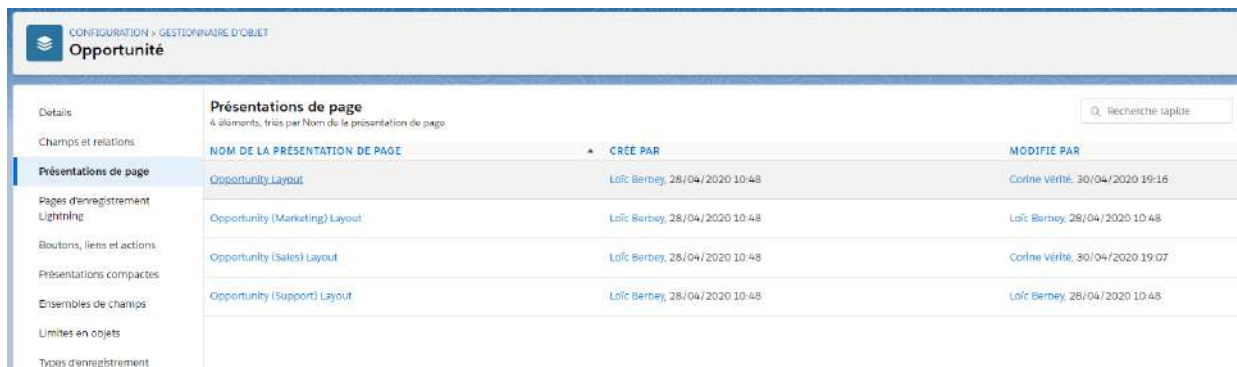 CONFIGURATION > GESTIONNAIRE D'OBJET
Opportunité
Détails
Champs et relations
Présentations de page
Pages d'enregistrement
Lightning
Boutons, liens et actions
Présentations compactes
Ensembles de champs
Limites en objets
Types d'enregistrement
Présentations de page
4 éléments, triés par Nom de la présentation de page
Recherche rapide
NOM DE LA PRÉSENTATION DE PAGE CRÉÉ PAR MODIFIÉ PAR
Opportunity Layout Loïc Berbey, 28/04/2020 10:48 Corine Vérité, 30/04/2020 19:16
Opportunity (Marketing) Layout Loïc Berbey, 28/04/2020 10:48 Loïc Berbey, 28/04/2020 10:48
Opportunity (Sales) Layout Loïc Berbey, 28/04/2020 10:48 Corine Vérité, 30/04/2020 19:07
Opportunity (Support) Layout Loïc Berbey, 28/04/2020 10:48 Loïc Berbey, 28/04/2020 10:48